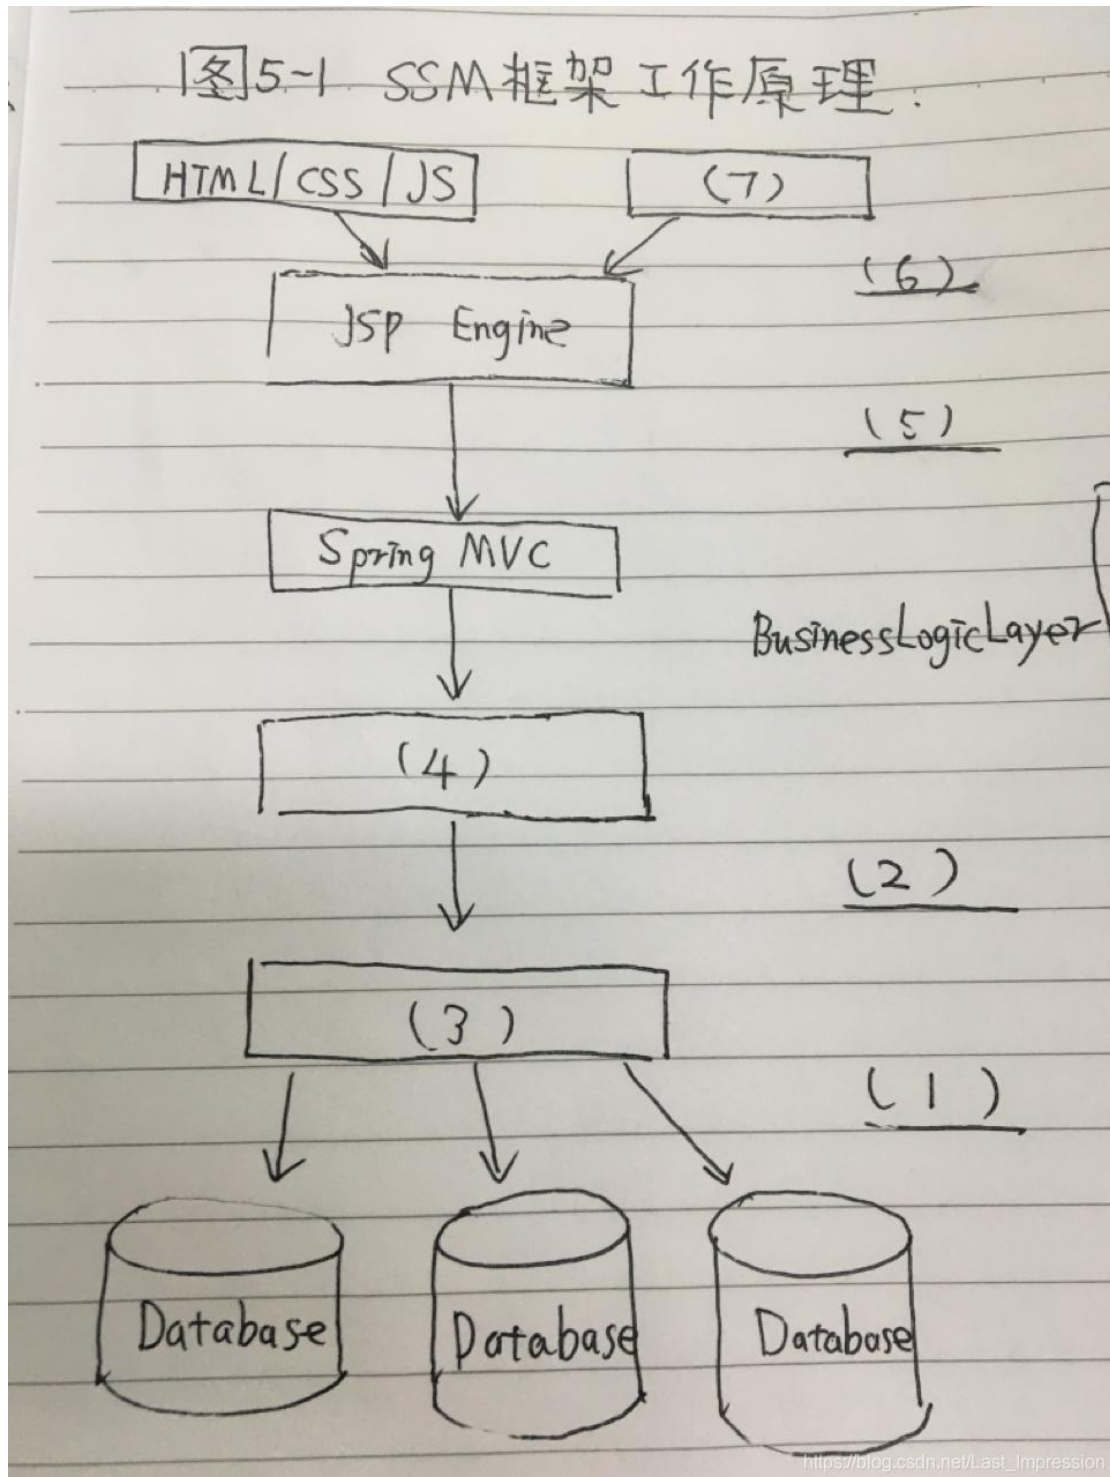 图5-1 SSM框架工作原理.
HTML/CSS/JS
(7)
(6)
JSP Engine
(5)
Spring MVC
BusinessLogicLayer
(4)
(2)
(3)
(1)
Database
Database
Database
https://blog.csdn.net/Last_Impression